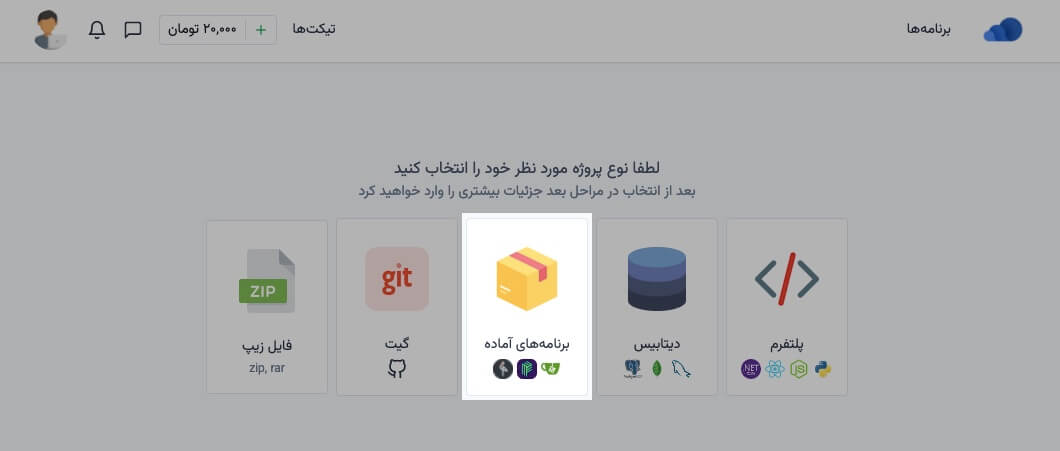 برنامه‌ها
تیکت‌ها
+ ۲۰,۰۰۰ تومان
لطفا نوع پروژه مورد نظر خود را انتخاب کنید
بعد از انتخاب در مراحل بعد جزئیات بیشتری را وارد خواهید کرد
پلتفرم
.NET
JS
دیتابیس
برنامه‌های آماده
git
گیت
ZIP
فایل زیپ
zip, rar